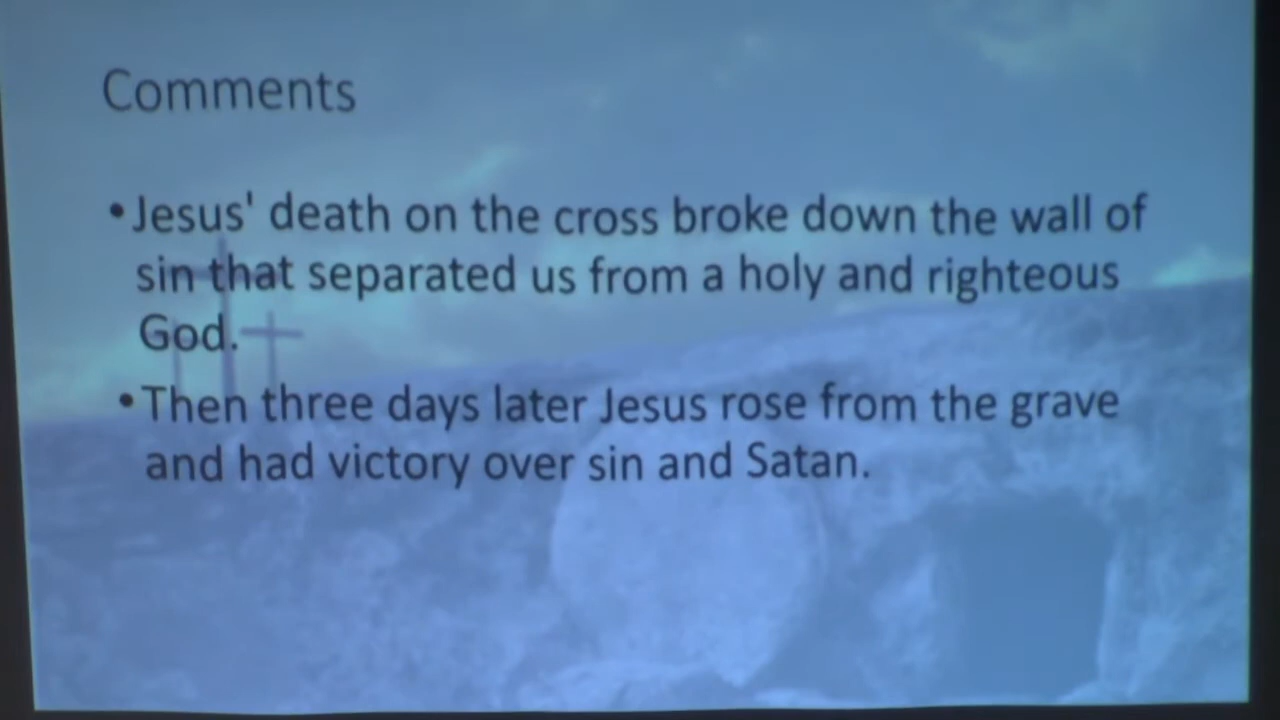 Comments
•Jesus' death on the cross broke down the wall of
sin that separated us from a holy and righteous
God.
•Then three days later Jesus rose from the grave
and had victory over sin and Satan.